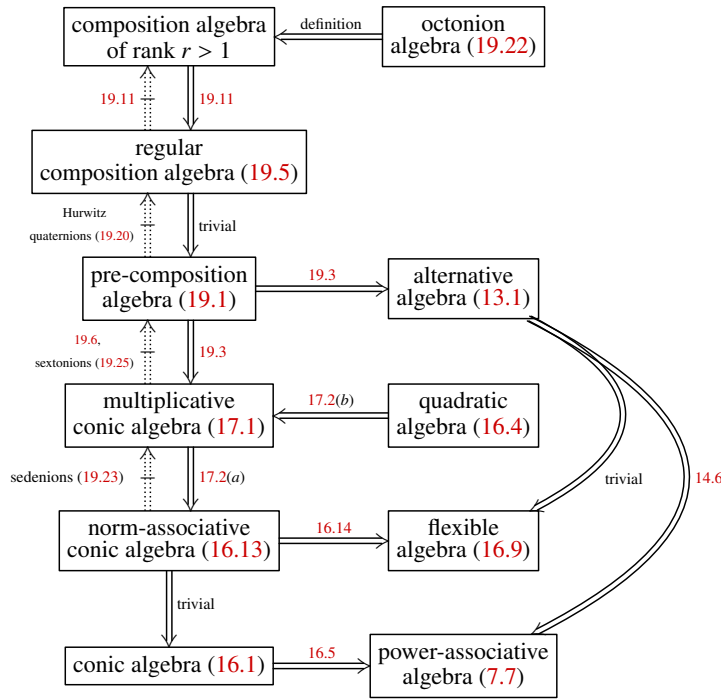 composition algebra
of rank r > 1
definition
octonion
algebra (19.22)
19.11
19.11
regular
composition algebra (19.5)
Hurwitz
quaternions (19.20)
trivial
pre-composition
algebra (19.1)
19.3
alternative
algebra (13.1)
19.6,
sextonions (19.25)
19.3
multiplicative
conic algebra (17.1)
17.2(b)
quadratic
algebra (16.4)
sedenions (19.23)
17.2(a)
trivial
14.6
norm-associative
conic algebra (16.13)
16.14
flexible
algebra (16.9)
trivial
conic algebra (16.1)
16.5
power-associative
algebra (7.7)